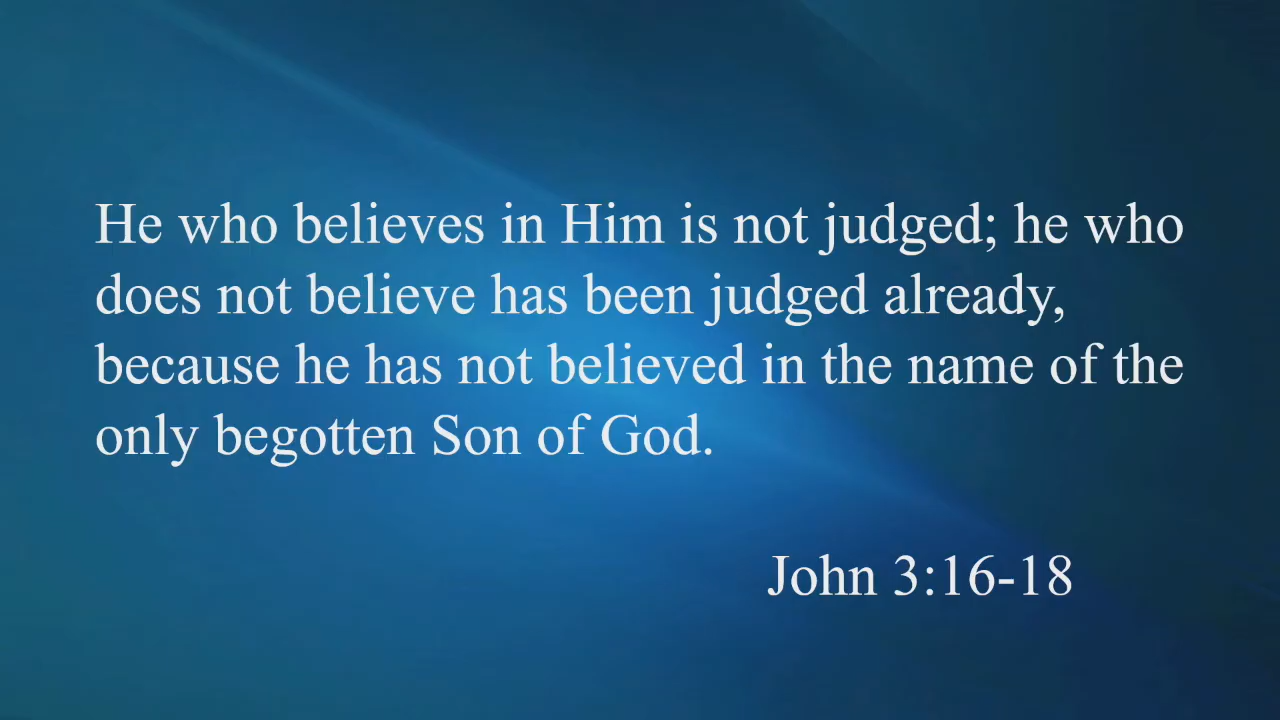 He who believes in Him is not judged; he who
does not believe has been judged already,
because he has not believed in the name of the
only begotten Son of God.
John 3:16-18